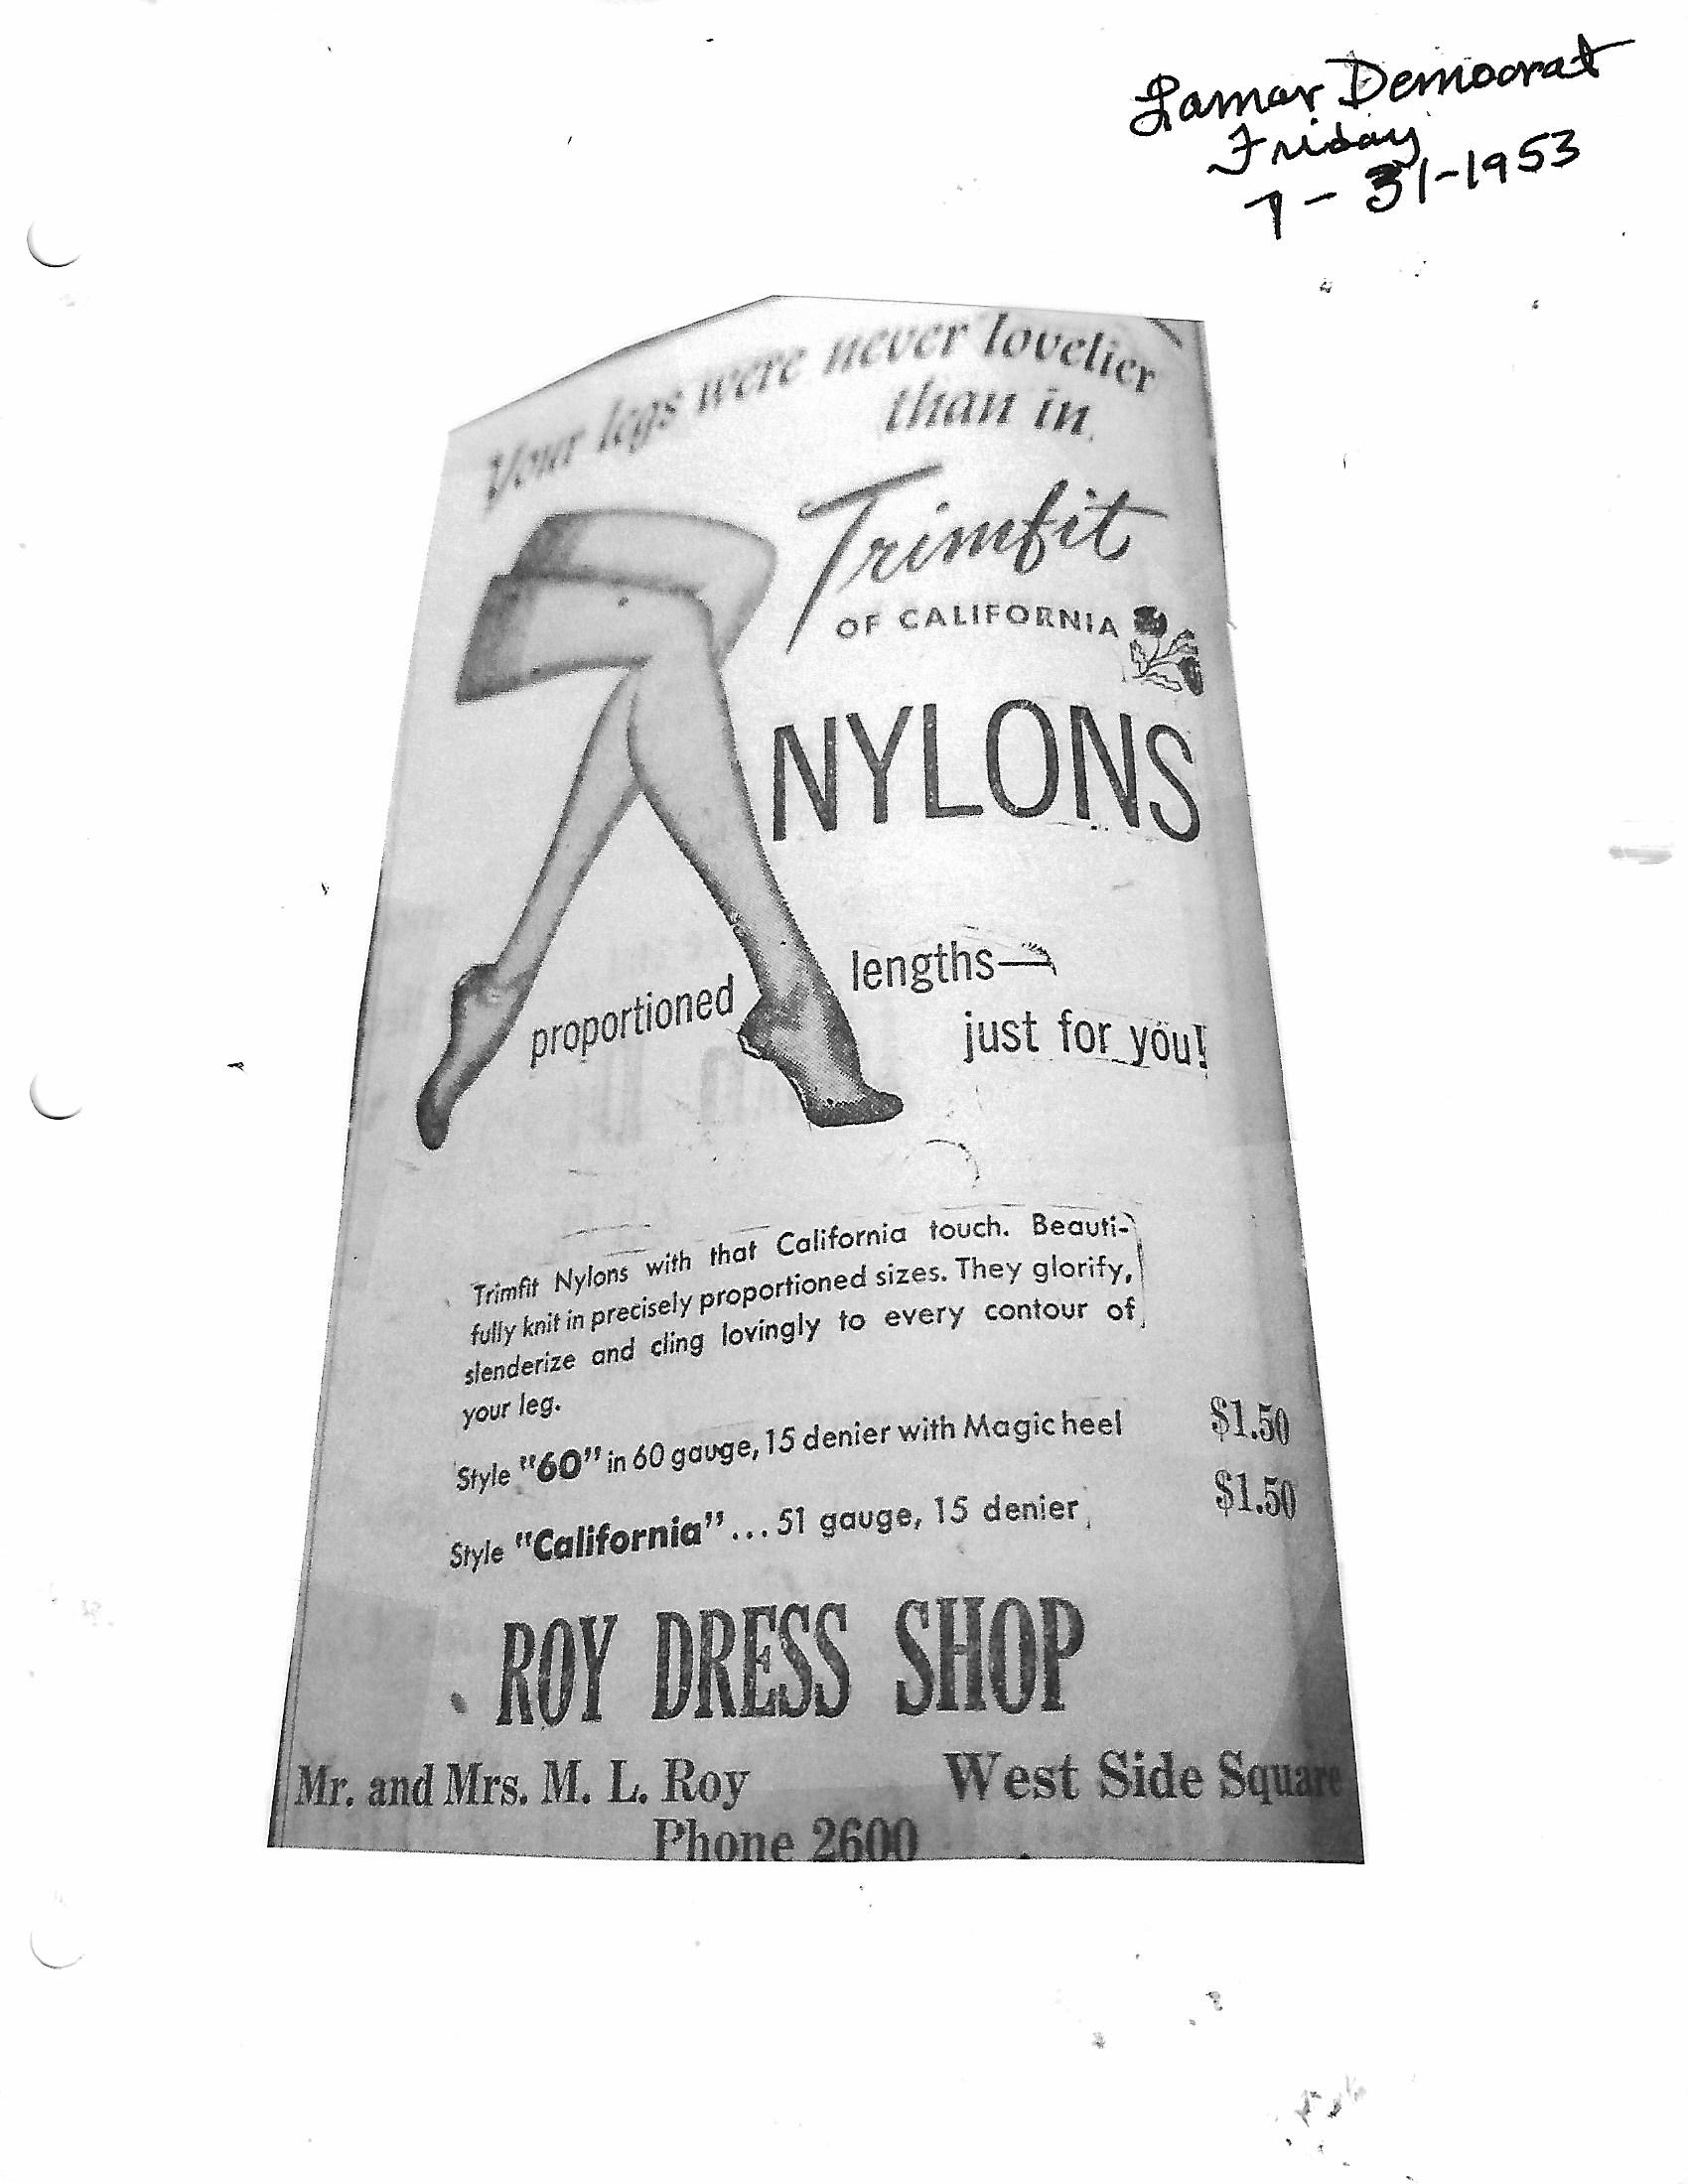 Lamar Democrat
Friday
7-31-1953
Your legs were never lovelier
than in
Trimfit
OF CALIFORNIA
NYLONS
proportioned lengths—
just for you!
Trimfit Nylons with that California touch. Beauti-
fully knit in precisely proportioned sizes. They glorify,
slenderize and cling lovingly to every contour of
your leg.
Style "60" in 60 gauge, 15 denier with Magic heel $1.50
Style "California"... 51 gauge, 15 denier $1.50
ROY DRESS SHOP
Mr. and Mrs. M. L. Roy West Side Square
Phone 2600